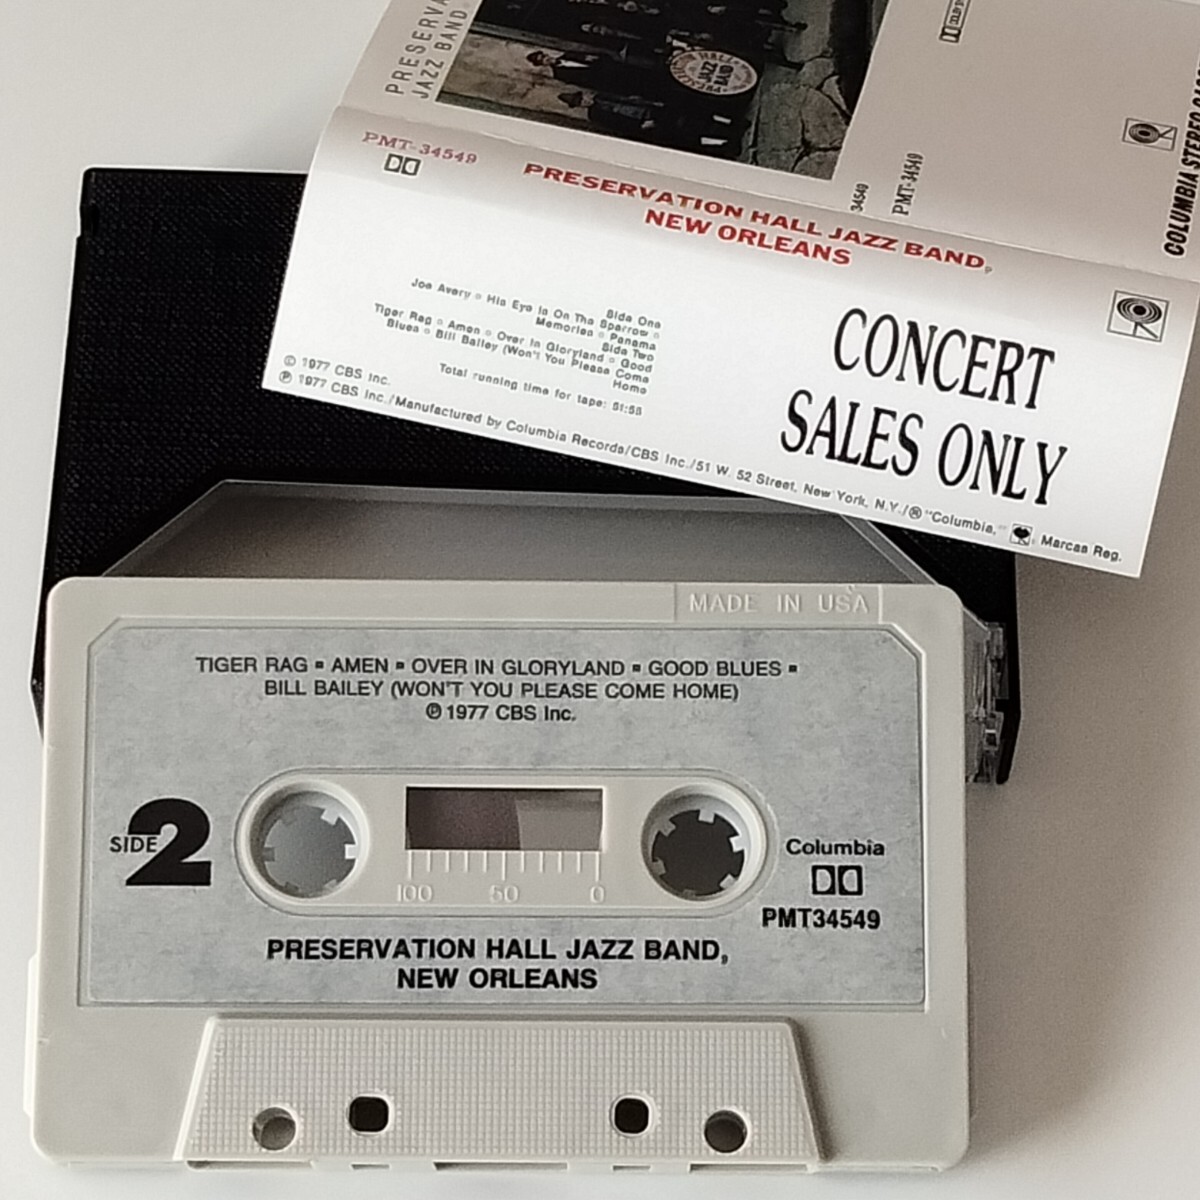 PRESERVA
JAZZ BAND
JAZZ
BAND
PMT-34549
34549
PMT-34549
COLUMBIA STEREO
PRESERVATION HALL JAZZ BAND,
NEW ORLEANS
Side One
Joe Avery ▫ His Eye Is On The Sparrow ▫
Memories ▫ Panama
Side Two
Tiger Rag ▫ Amen ▫ Over In Gloryland ▫ Good
Blues ▫ Bill Bailey (Won't You Please Come
Home
Total running time for tape: 51:58
© 1977 CBS Inc.
℗ 1977 CBS Inc./Manufactured by Columbia Records/CBS Inc./51 W. 52 Street, New York, N.Y./® "Columbia," Marcas Reg.
CONCERT
SALES ONLY
MADE IN USA
TIGER RAG ▫ AMEN ▫ OVER IN GLORYLAND ▫ GOOD BLUES ▫
BILL BAILEY (WON'T YOU PLEASE COME HOME)
℗ 1977 CBS Inc.
SIDE 2
100 50 0
Columbia
PMT34549
PRESERVATION HALL JAZZ BAND,
NEW ORLEANS